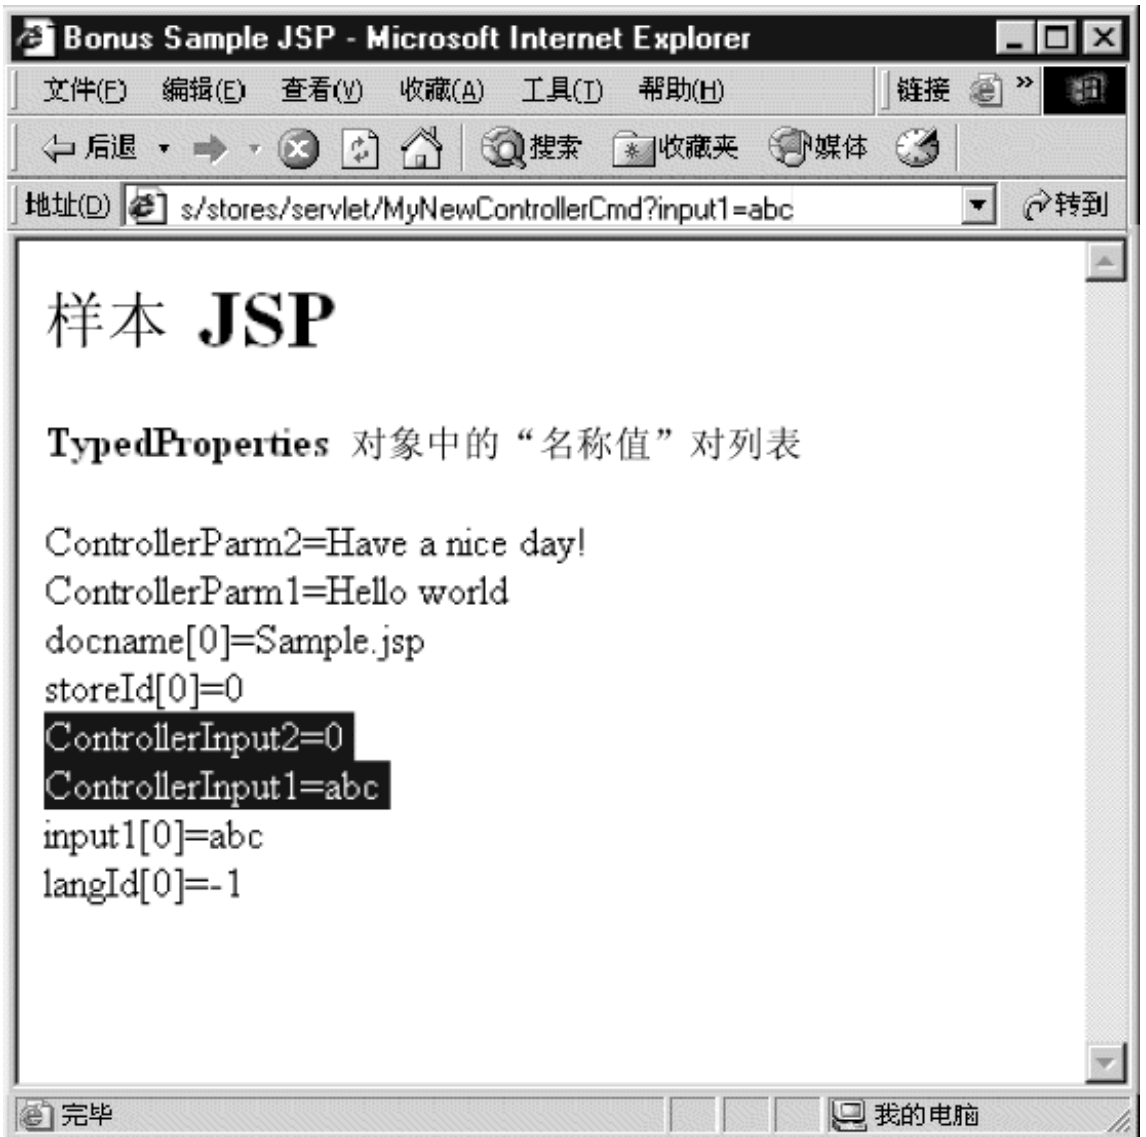 Bonus Sample JSP - Microsoft Internet Explorer
文件(F) 编辑(E) 查看(V) 收藏(A) 工具(T) 帮助(H) 链接 »
后退 搜索 收藏夹 媒体
地址(D) s/stores/servlet/MyNewControllerCmd?input1=abc 转到
样本 JSP
TypedProperties 对象中的“名称值”对列表
ControllerParm2=Have a nice day!
ControllerParm1=Hello world
docname[0]=Sample.jsp
storeId[0]=0
ControllerInput2=0
ControllerInput1=abc
input1[0]=abc
langId[0]=-1
完毕 我的电脑